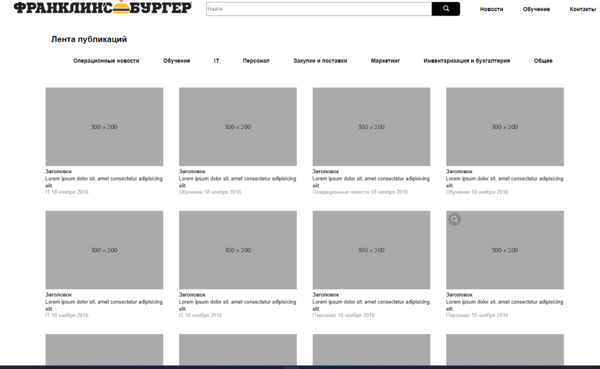 ФРАНКЛИНС БУРГЕР
Найти
Новости Обучение Контакты
Лента публикаций
Операционные новости Обучение IT Персонал Закупки и поставки Маркетинг Инвентаризация и бухгалтерия Общее
300 x 200 300 x 200 300 x 200 300 x 200
Заголовок Заголовок Заголовок Заголовок
Lorem ipsum dolor sit, amet consectetur adipisicing Lorem ipsum dolor sit, amet consectetur adipisicing Lorem ipsum dolor sit, amet consectetur adipisicing Lorem ipsum dolor sit, amet consectetur adipisicing
elit. elit. elit. elit.
IT 18 ноября 2016 Обучение 18 ноября 2016 Операционные новости 18 ноября 2016 Обучение 18 ноября 2016
300 x 200 300 x 200 300 x 200 300 x 200
Заголовок Заголовок Заголовок Заголовок
Lorem ipsum dolor sit, amet consectetur adipisicing Lorem ipsum dolor sit, amet consectetur adipisicing Lorem ipsum dolor sit, amet consectetur adipisicing Lorem ipsum dolor sit, amet consectetur adipisicing
elit. elit. elit. elit.
IT 18 ноября 2016 IT 18 ноября 2016 Персонал 18 ноября 2016 Персонал 18 ноября 2016